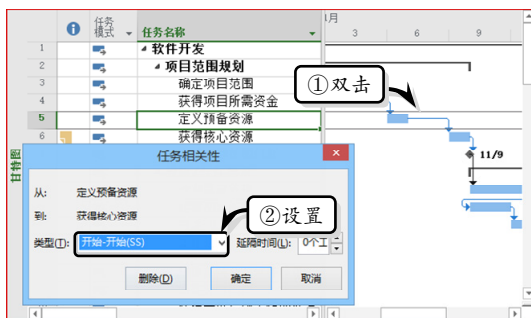 1月
任务
模式
任务名称
3
6
9
1
软件开发
2
项目范围规划
3
确定项目范围
4
获得项目所需资金
5
定义预备资源
6
获得核心资源
①双击
11/9
甘特图
任务相关性
从:
定义预备资源
到:
获得核心资源
②设置
类型(T):
开始-开始(SS)
延隔时间(L):
0个工
删除(D)
确定
取消